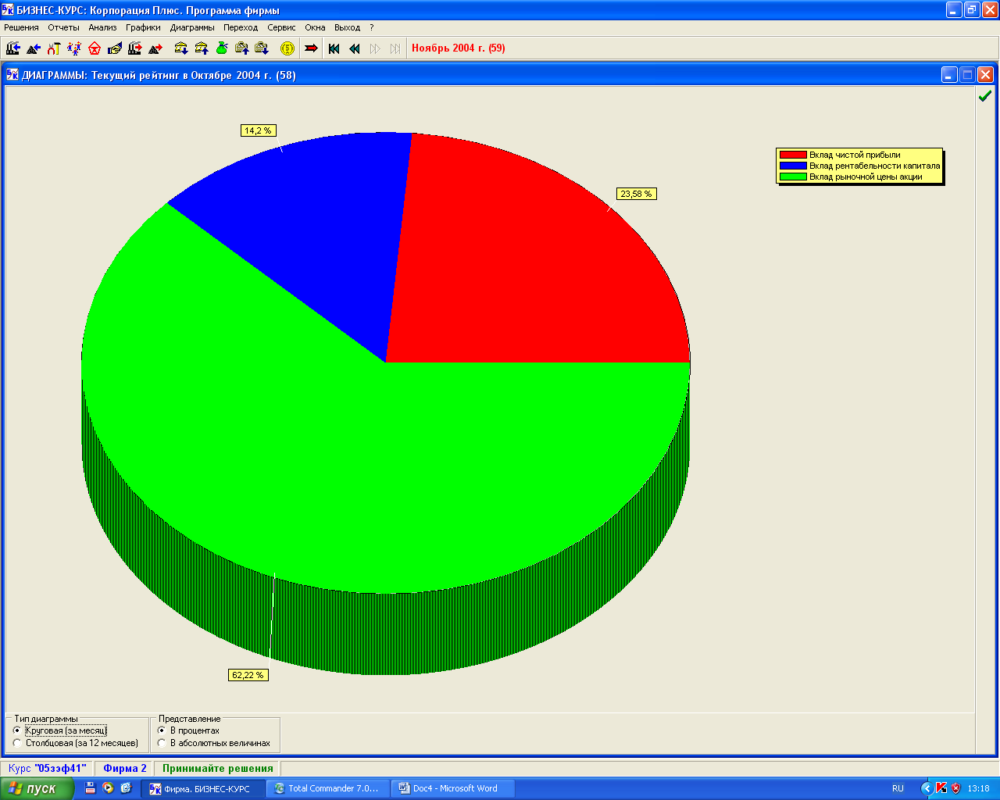 БИЗНЕС-КУРС: Корпорация Плюс. Программа фирмы
Решения Отчеты Анализ Графики Диаграммы Переход Сервис Окна Выход ?
Ноябрь 2004 г. (59)
ДИАГРАММЫ: Текущий рейтинг в Октябре 2004 г. (58)
14,2 %
23,58 %
Вклад чистой прибыли
Вклад рентабельности капитала
Вклад рыночной цены акции
62,22 %
Тип диаграммы
Круговая (за месяц)
Столбцовая (за 12 месяцев)
Представление
В процентах
В абсолютных величинах
Курс "05зэф41" Фирма 2 Принимайте решения
пуск Фирма. БИЗНЕС-КУРС Total Commander 7.0... Doc4 - Microsoft Word RU 13:18